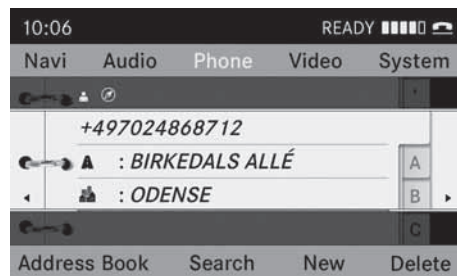 10:06 READY
Navi Audio Phone Video System
*
+497024868712
A : BIRKEDALS ALLÉ A
: ODENSE B
C
Address Book Search New Delete